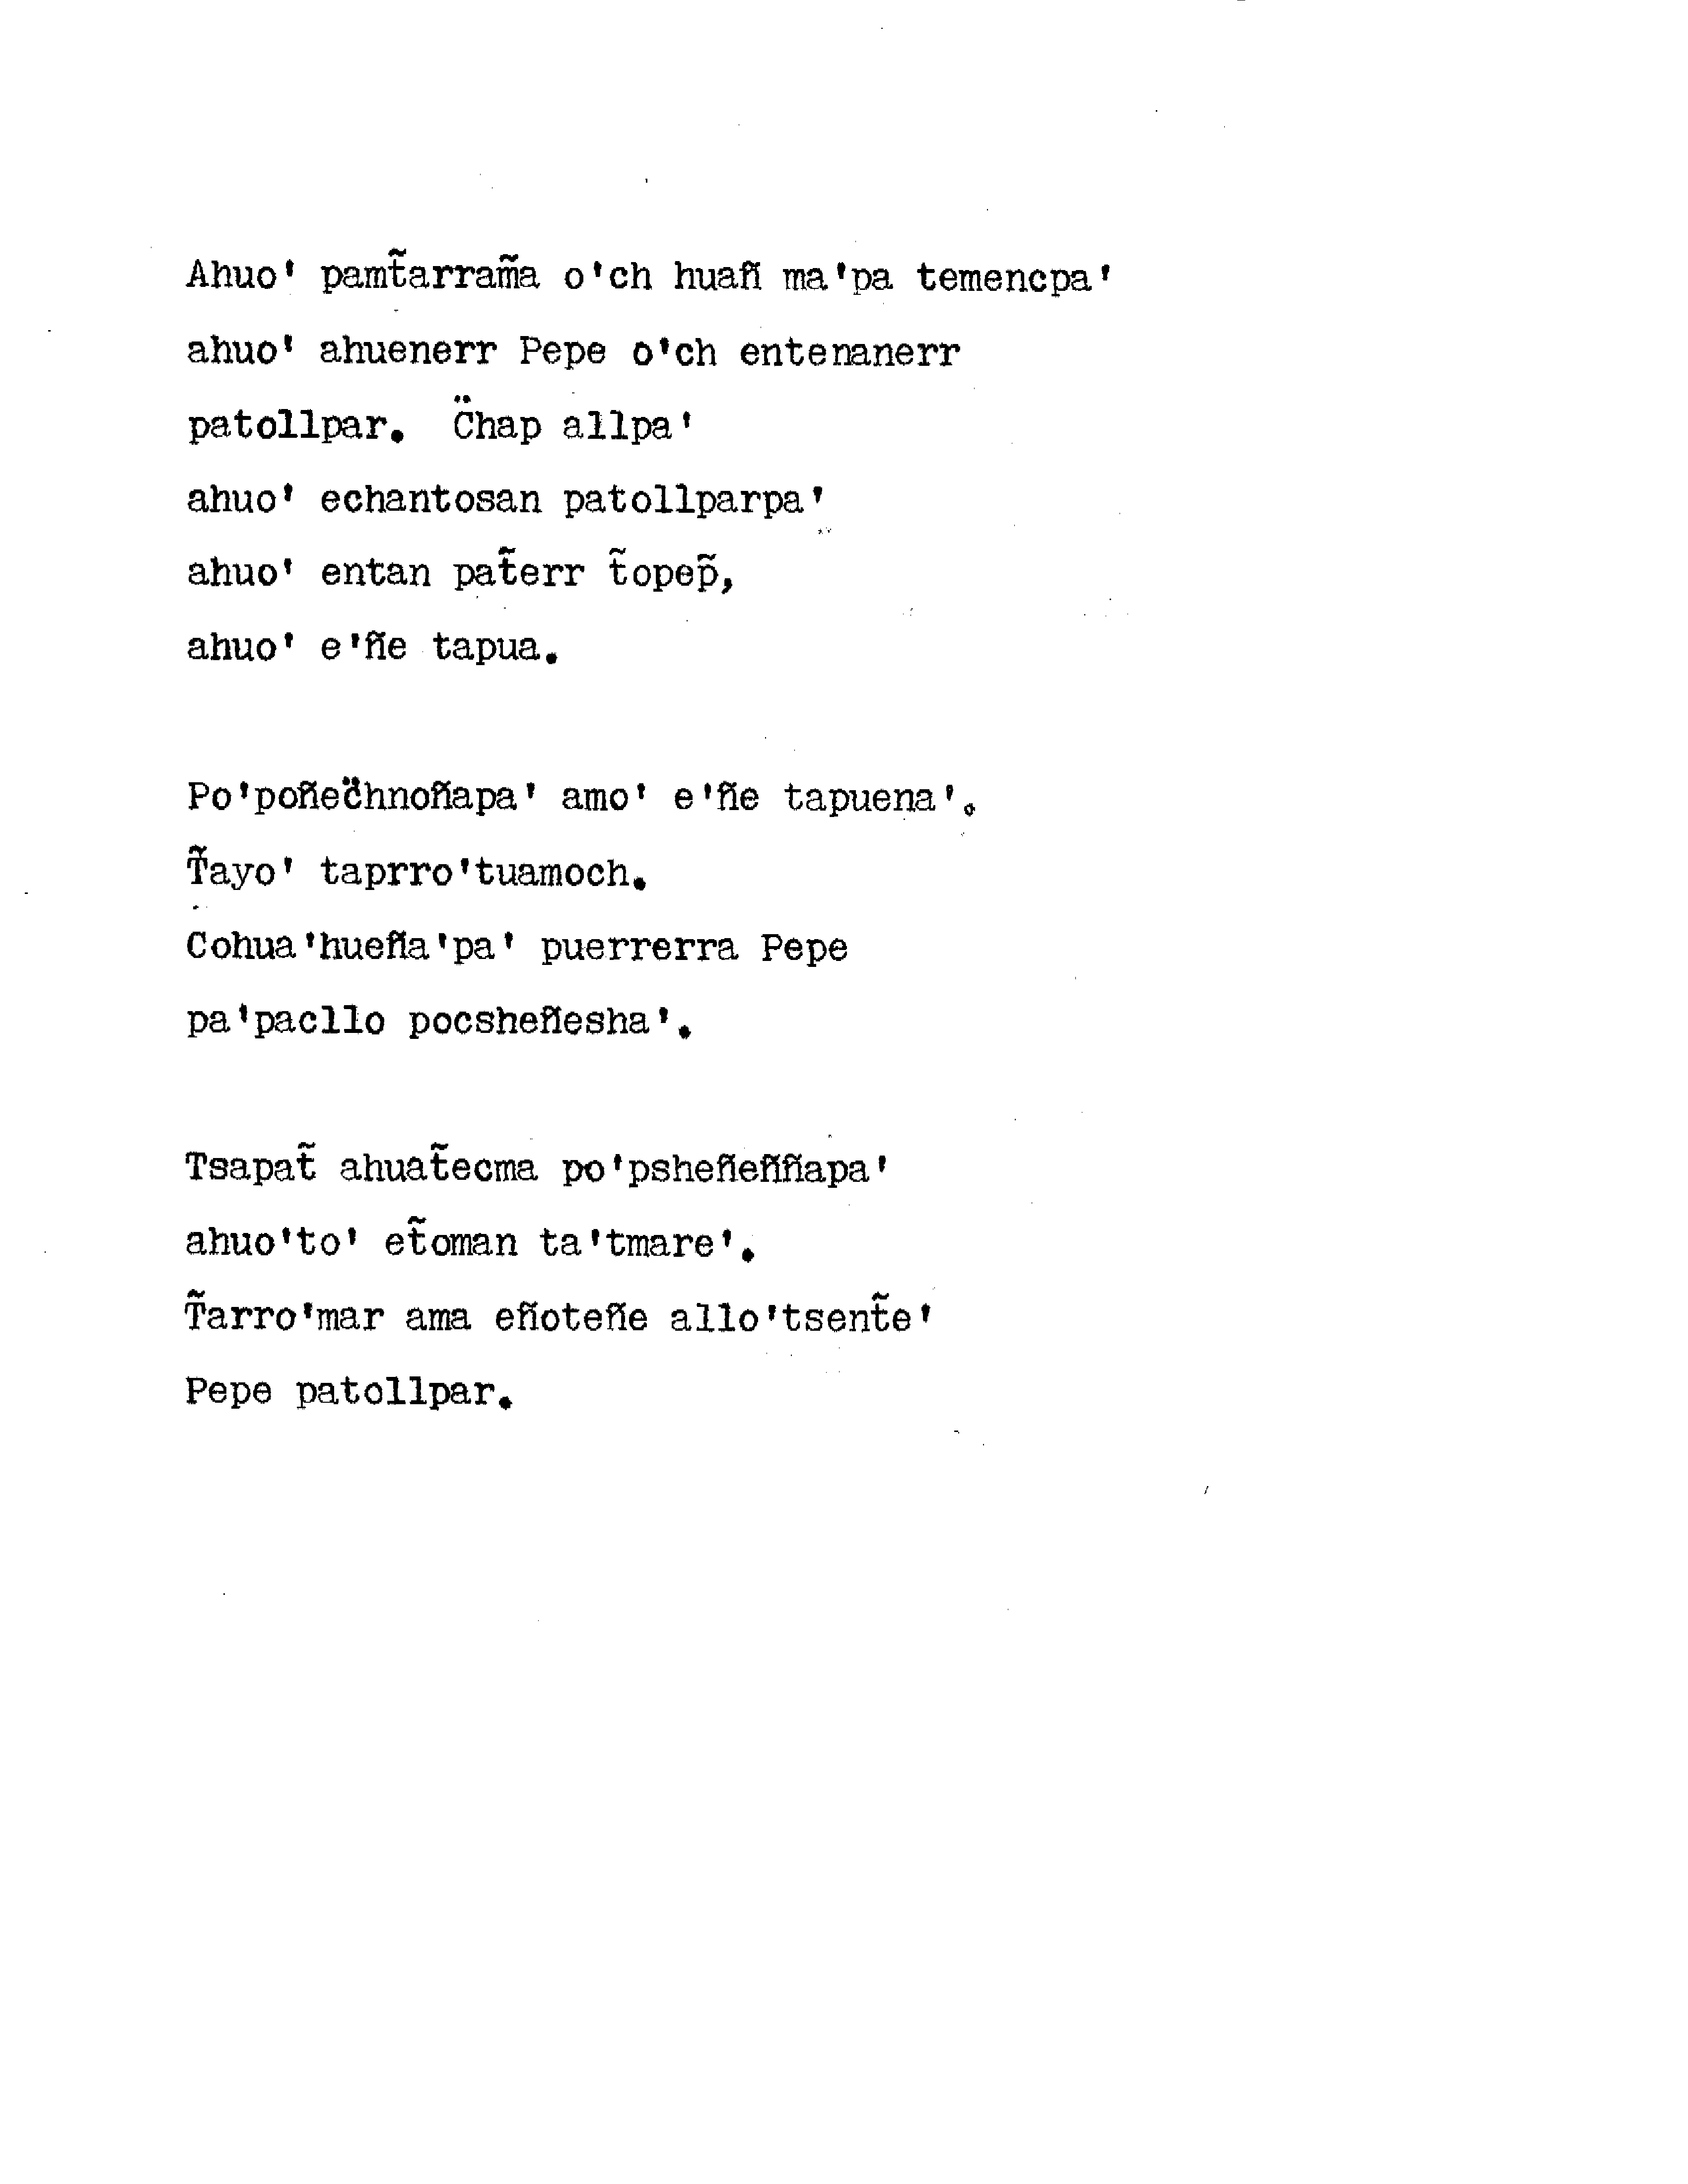 Ahuo' pamt̃arram̃a o'ch huañ ma'pa temencpa'
ahuo' ahuenerr Pepe o'ch entenanerr
patollpar. C̈hap allpa'
ahuo' echantosan patollparpa'
ahuo' entan pat̃err t̃opep̃,
ahuo' e'ñe tapua.
Po'poñec̈hnoñapa' amo' e'ñe tapuena'.
T̃ayo' taprro'tuamoch.
Cohua'hueña'pa' puerrerra Pepe
pa'pacllo pocsheñesha'.
Tsapat̃ ahuat̃ecma po'psheñeññapa'
ahuo'to' et̃oman ta'tmare'.
T̃arro'mar ama eñoteñe allo'tsent̃e'
Pepe patollpar.